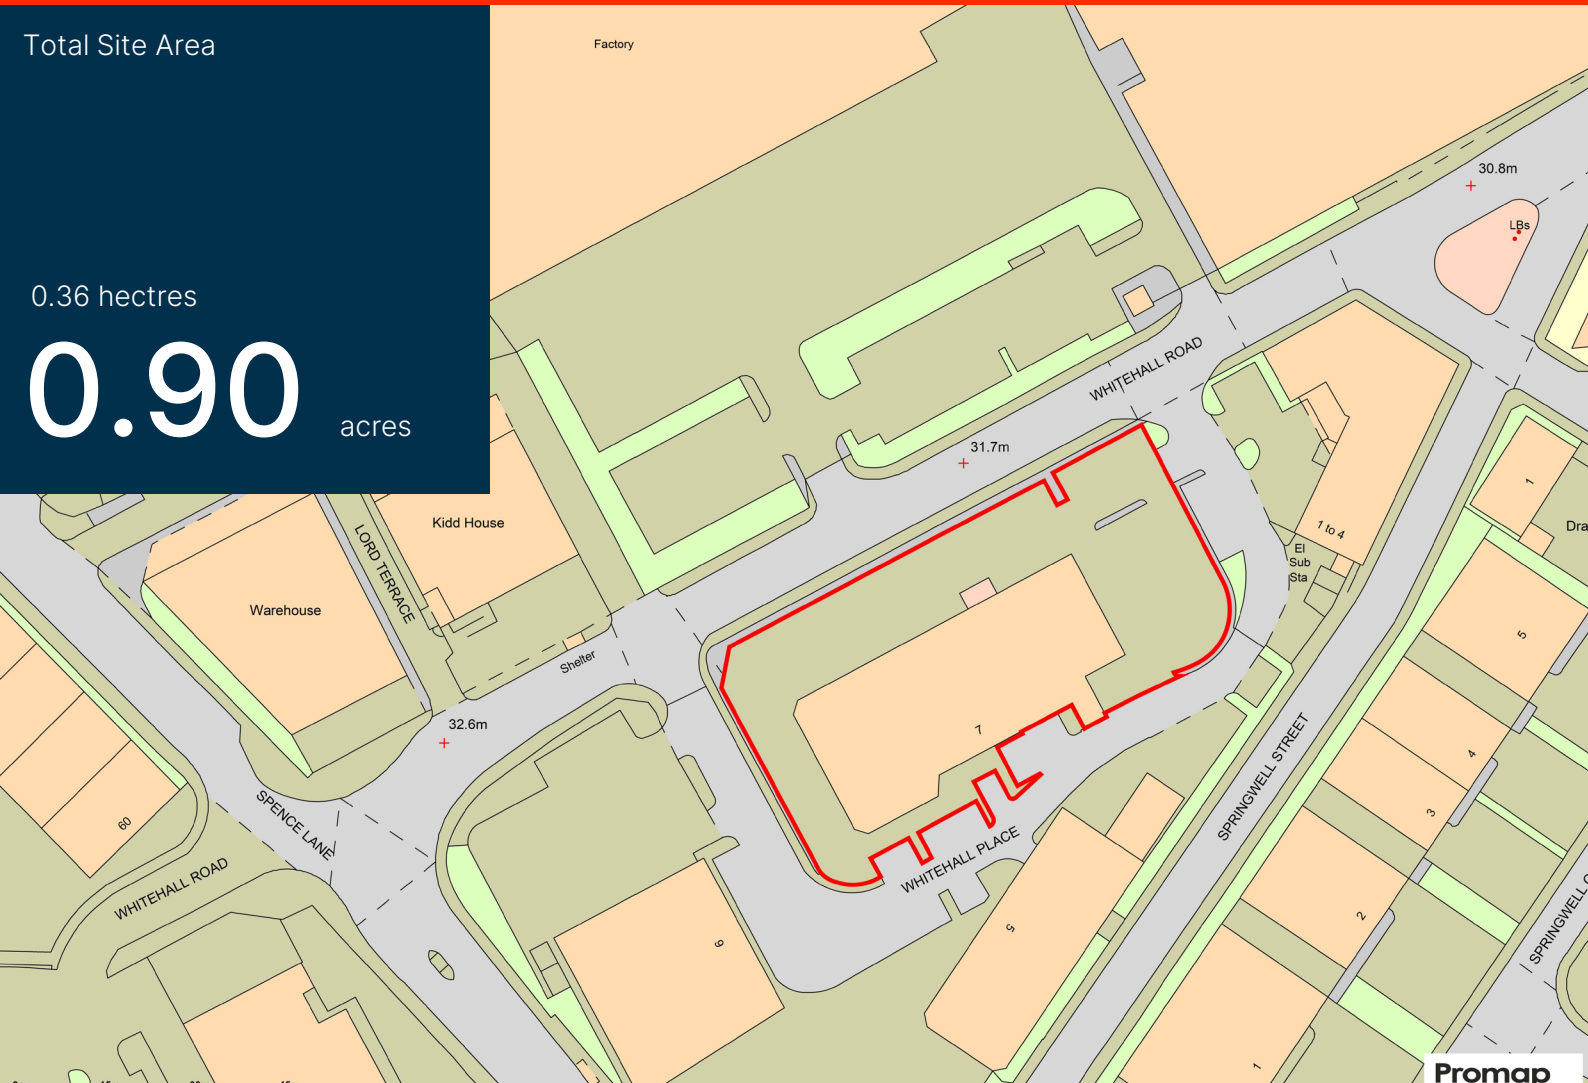 Total Site Area
0.36 hectres
0.90 acres
Factory
30.8m
LBs
WHITEHALL ROAD
31.7m
Kidd House
LORD TERRACE
Warehouse
Shelter
32.6m
1 to 4
El
Sub
Sta
1
Dra
5
7
SPRINGWELL STREET
4
3
60
SPENCE LANE
WHITEHALL ROAD
WHITEHALL PLACE
6
5
2
SPRINGWELL
1
Promap